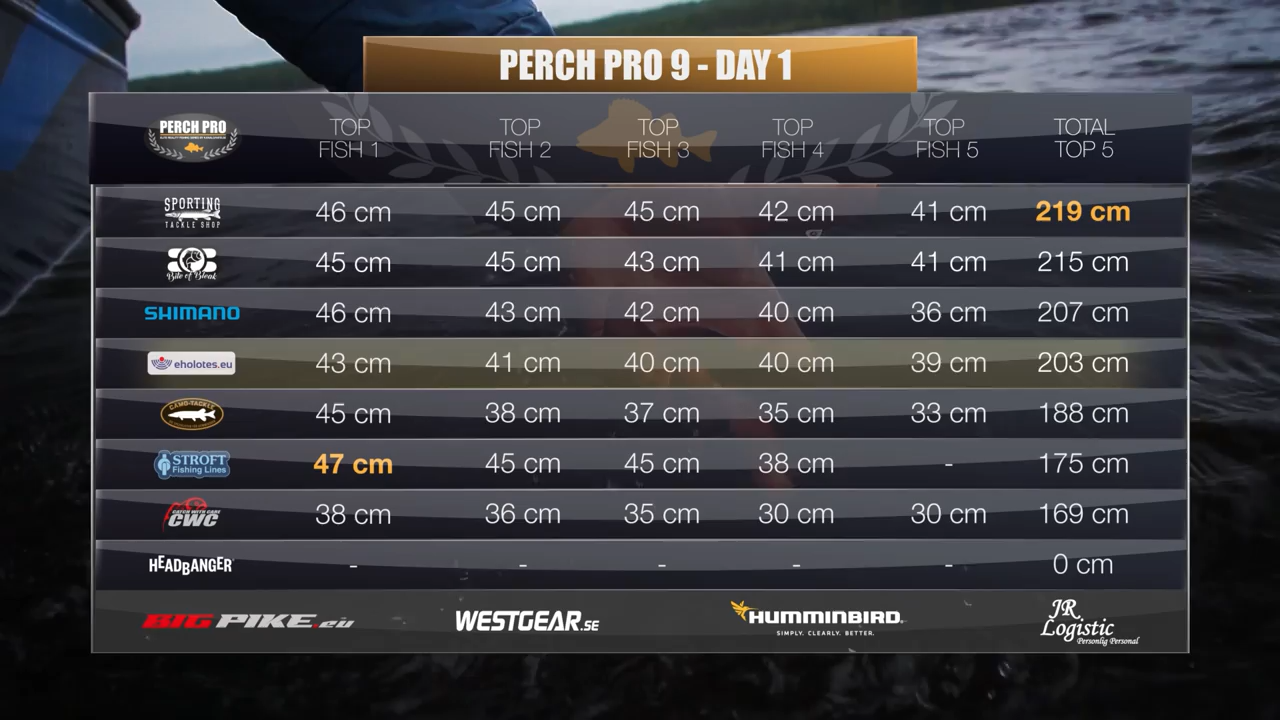 PERCH PRO 9 - DAY 1
PERCH PRO
TOP FISH 1 TOP FISH 2 TOP FISH 3 TOP FISH 4 TOP FISH 5 TOTAL TOP 5
SPORTING TACKLE SHOP 46 cm 45 cm 45 cm 42 cm 41 cm 219 cm
Bite of Bleak 45 cm 45 cm 43 cm 41 cm 41 cm 215 cm
SHIMANO 46 cm 43 cm 42 cm 40 cm 36 cm 207 cm
eholotes.eu 43 cm 41 cm 40 cm 40 cm 39 cm 203 cm
CAMO-TACKLE 45 cm 38 cm 37 cm 35 cm 33 cm 188 cm
STROFT Fishing Lines 47 cm 45 cm 45 cm 38 cm - 175 cm
CATCH WITH CARE CWC 38 cm 36 cm 35 cm 30 cm 30 cm 169 cm
HEADBANGER - - - - - 0 cm
BIG PIKE.eu WESTGEAR.SE HUMMINBIRD. JR Logistic
SIMPLY. CLEARLY. BETTER. Personlig Personal